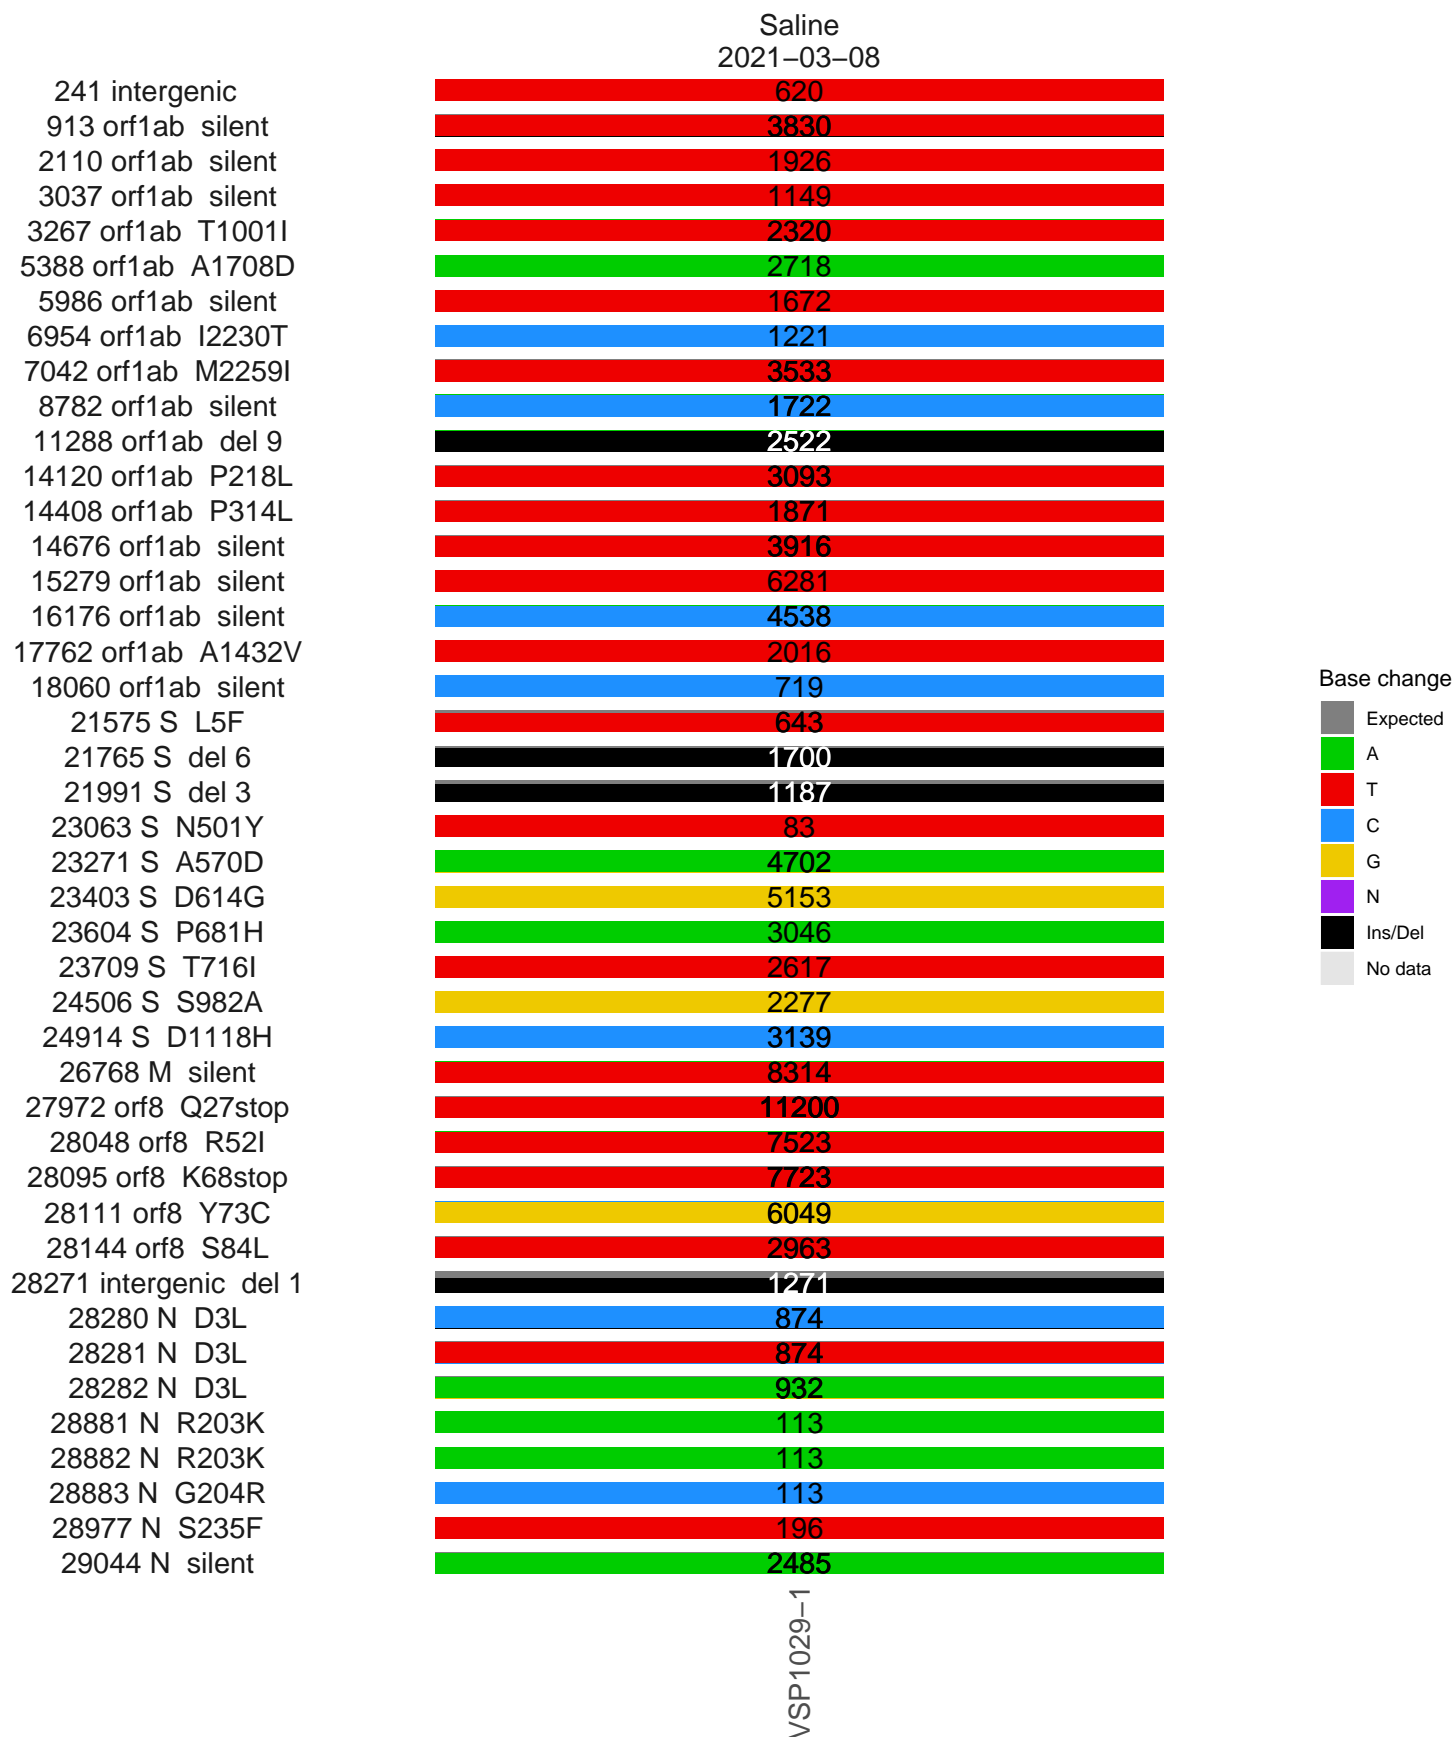 Saline
2021−03−08
241 intergenic 620
913 orf1ab silent 3830
2110 orf1ab silent 1926
3037 orf1ab silent 1149
3267 orf1ab T1001I 2320
5388 orf1ab A1708D 2718
5986 orf1ab silent 1672
6954 orf1ab I2230T 1221
7042 orf1ab M2259I 3533
8782 orf1ab silent 1722
11288 orf1ab del 9 2522
14120 orf1ab P218L 3093
14408 orf1ab P314L 1871
14676 orf1ab silent 3916
15279 orf1ab silent 6281
16176 orf1ab silent 4538
17762 orf1ab A1432V 2016
18060 orf1ab silent 719
21575 S L5F 643
21765 S del 6 1700
21991 S del 3 1187
23063 S N501Y 83
23271 S A570D 4702
23403 S D614G 5153
23604 S P681H 3046
23709 S T716I 2617
24506 S S982A 2277
24914 S D1118H 3139
26768 M silent 8314
27972 orf8 Q27stop 11200
28048 orf8 R52I 7523
28095 orf8 K68stop 7723
28111 orf8 Y73C 6049
28144 orf8 S84L 2963
28271 intergenic del 1 1271
28280 N D3L 874
28281 N D3L 874
28282 N D3L 932
28881 N R203K 113
28882 N R203K 113
28883 N G204R 113
28977 N S235F 196
29044 N silent 2485
VSP1029−1
Base change
Expected
A
T
C
G
N
Ins/Del
No data